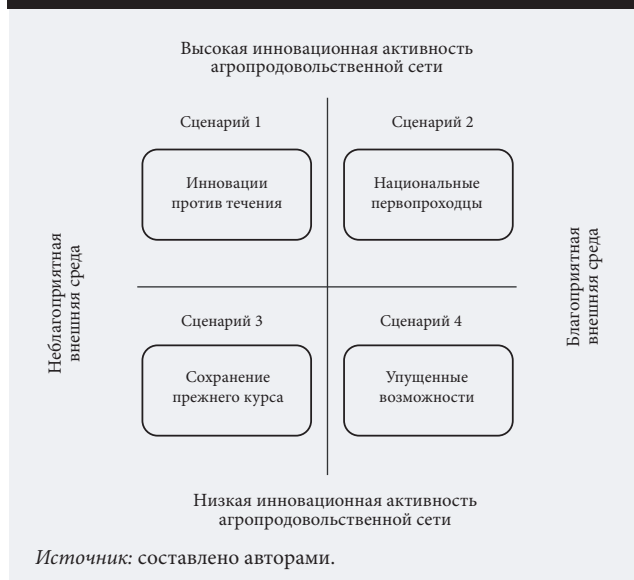 Высокая инновационная активность
агропродовольственной сети
Сценарий 1
Сценарий 2
Инновации
против течения
Национальные
первопроходцы
Неблагоприятная
внешняя среда
Благоприятная
внешняя среда
Сценарий 3
Сценарий 4
Сохранение
прежнего курса
Упущенные
возможности
Низкая инновационная активность
агропродовольственной сети
Источник: составлено авторами.